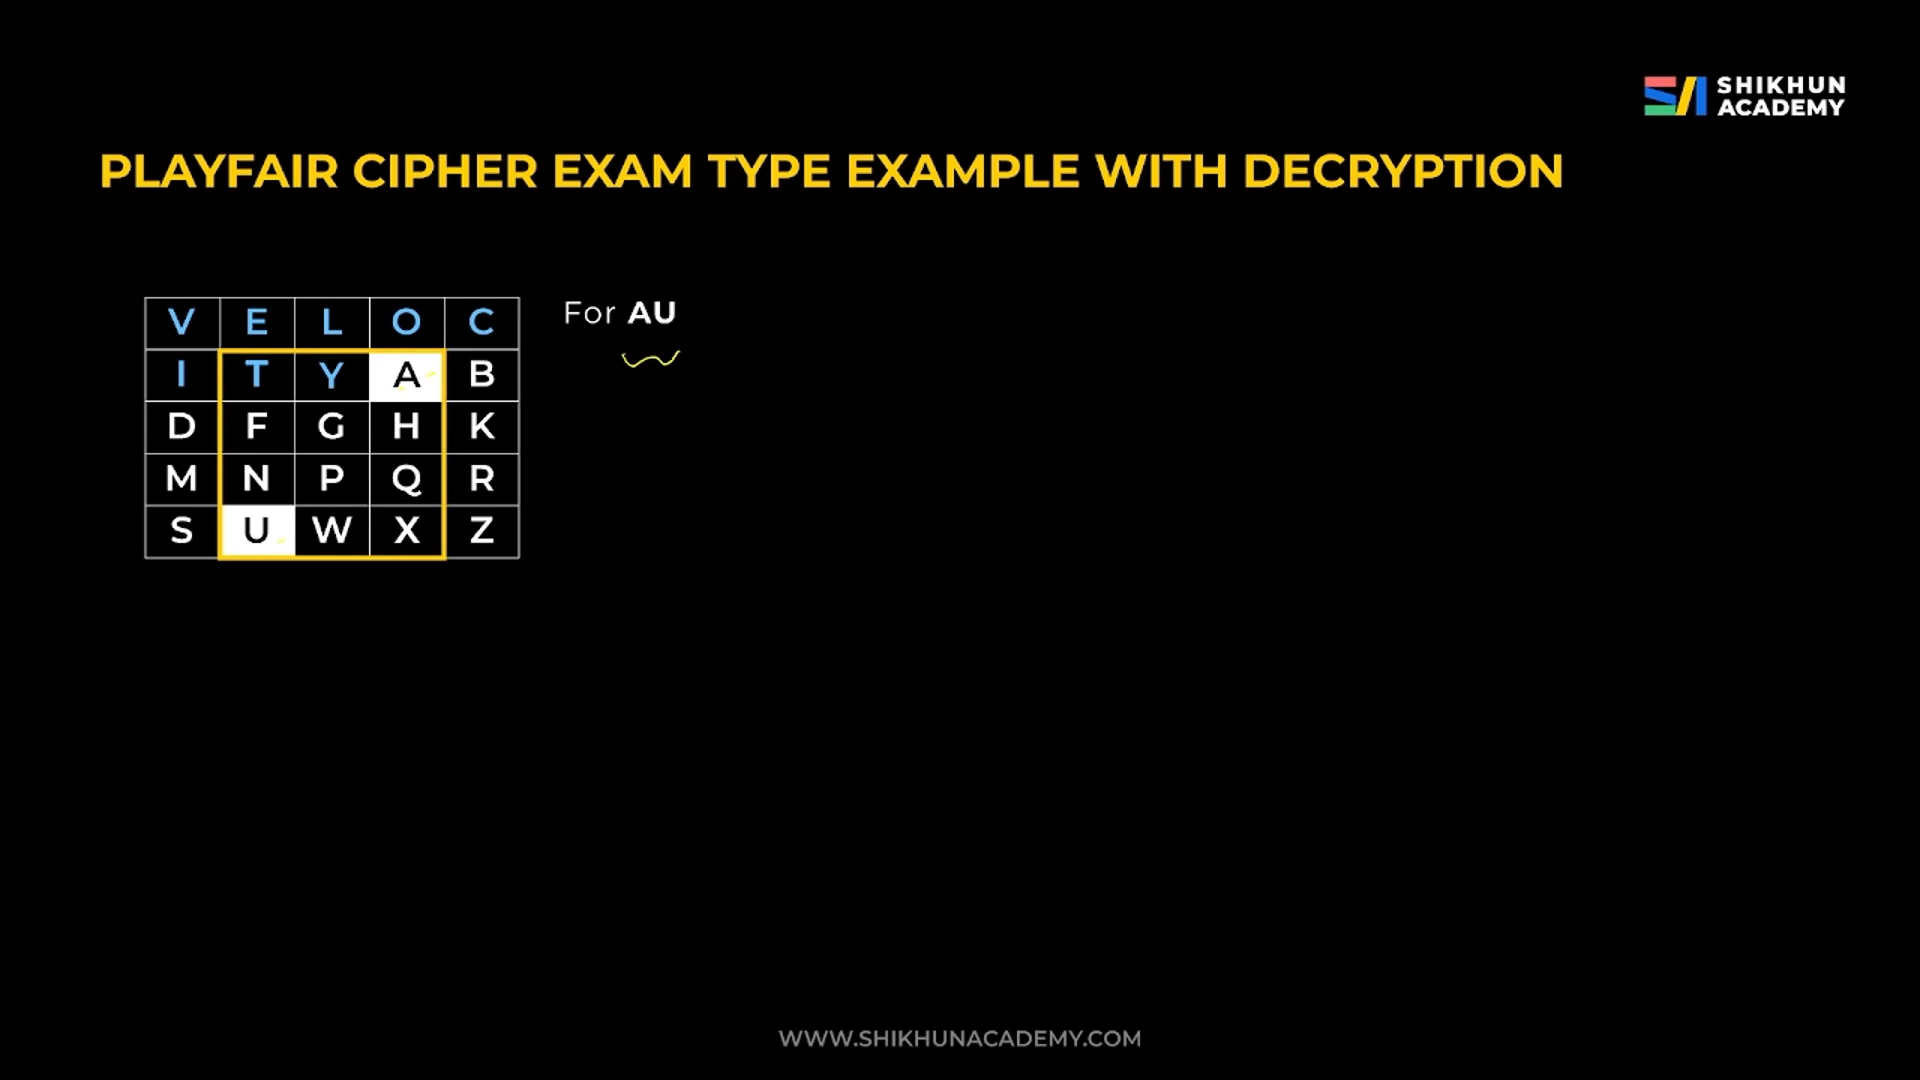 SHIKHUN
ACADEMY
PLAYFAIR CIPHER EXAM TYPE EXAMPLE WITH DECRYPTION
V E L O C
I T Y A B
D F G H K
M N P Q R
S U W X Z
For AU
WWW.SHIKHUNACADEMY.COM